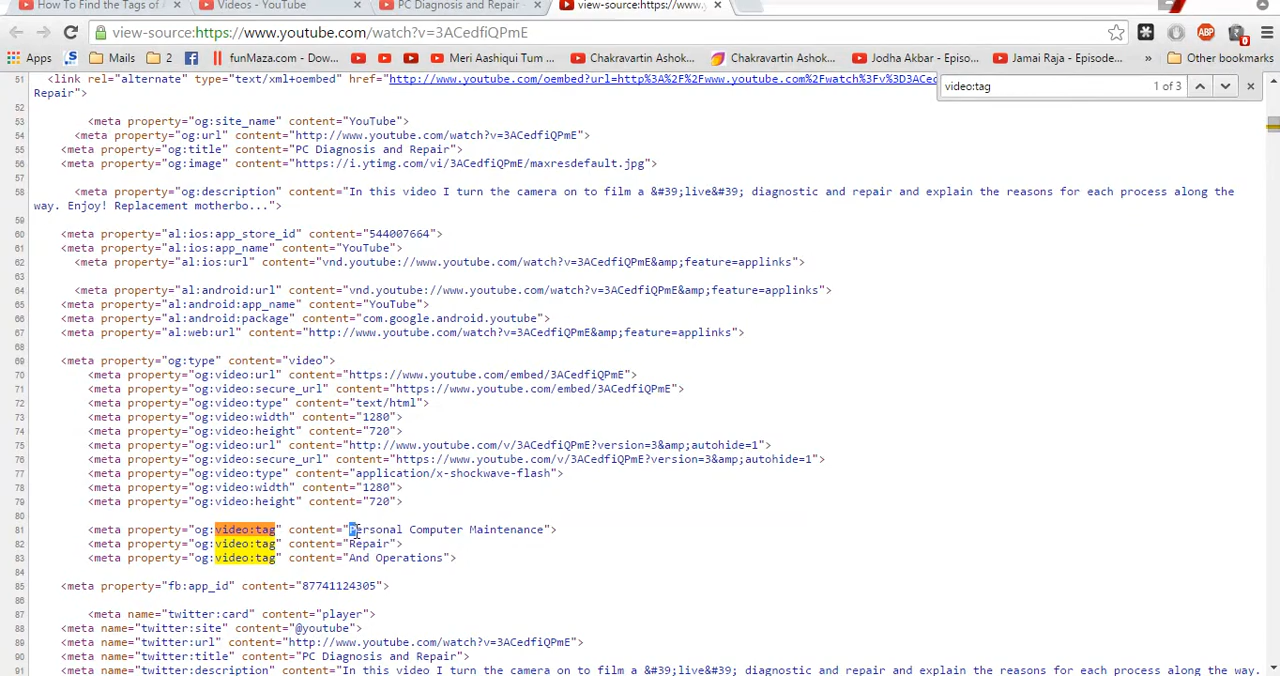 How To Find the Tags of
Videos - YouTube
PC Diagnosis and Repair -
view-source:https://www.y
view-source:https://www.youtube.com/watch?v=3ACedfiQPmE
Apps
Mails
2
funMaza.com - Dow...
Meri Aashiqui Tum ...
Chakravartin Ashok...
Chakravartin Ashok...
Jodha Akbar - Episo...
Jamai Raja - Episode...
»
Other bookmarks
video:tag 1 of 3
51 <link rel="alternate" type="text/xml+oembed" href="http://www.youtube.com/oembed?url=http%3A%2F%2Fwww.youtube.com%2Fwatch%3Fv%3D3ACed
Repair">
52
53 <meta property="og:site_name" content="YouTube">
54 <meta property="og:url" content="http://www.youtube.com/watch?v=3ACedfiQPmE">
55 <meta property="og:title" content="PC Diagnosis and Repair">
56 <meta property="og:image" content="https://i.ytimg.com/vi/3ACedfiQPmE/maxresdefault.jpg">
57
58 <meta property="og:description" content="In this video I turn the camera on to film a &#39;live&#39; diagnostic and repair and explain the reasons for each process along the
way. Enjoy! Replacement motherbo...">
59
60 <meta property="al:ios:app_store_id" content="544007664">
61 <meta property="al:ios:app_name" content="YouTube">
62 <meta property="al:ios:url" content="vnd.youtube://www.youtube.com/watch?v=3ACedfiQPmE&amp;feature=applinks">
63
64 <meta property="al:android:url" content="vnd.youtube://www.youtube.com/watch?v=3ACedfiQPmE&amp;feature=applinks">
65 <meta property="al:android:app_name" content="YouTube">
66 <meta property="al:android:package" content="com.google.android.youtube">
67 <meta property="al:web:url" content="http://www.youtube.com/watch?v=3ACedfiQPmE&amp;feature=applinks">
68
69 <meta property="og:type" content="video">
70 <meta property="og:video:url" content="https://www.youtube.com/embed/3ACedfiQPmE">
71 <meta property="og:video:secure_url" content="https://www.youtube.com/embed/3ACedfiQPmE">
72 <meta property="og:video:type" content="text/html">
73 <meta property="og:video:width" content="1280">
74 <meta property="og:video:height" content="720">
75 <meta property="og:video:url" content="http://www.youtube.com/v/3ACedfiQPmE?version=3&amp;autohide=1">
76 <meta property="og:video:secure_url" content="https://www.youtube.com/v/3ACedfiQPmE?version=3&amp;autohide=1">
77 <meta property="og:video:type" content="application/x-shockwave-flash">
78 <meta property="og:video:width" content="1280">
79 <meta property="og:video:height" content="720">
80
81 <meta property="og:video:tag" content="Personal Computer Maintenance">
82 <meta property="og:video:tag" content="Repair">
83 <meta property="og:video:tag" content="And Operations">
84
85 <meta property="fb:app_id" content="87741124305">
86
87 <meta name="twitter:card" content="player">
88 <meta name="twitter:site" content="@youtube">
89 <meta name="twitter:url" content="http://www.youtube.com/watch?v=3ACedfiQPmE">
90 <meta name="twitter:title" content="PC Diagnosis and Repair">
91 <meta name="twitter:description" content="In this video I turn the camera on to film a &#39;live&#39; diagnostic and repair and explain the reasons for each process along the way.